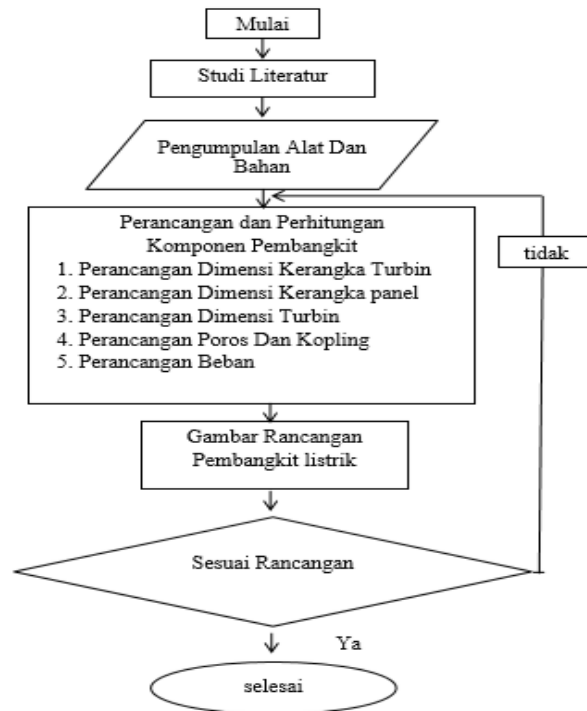 Mulai
Studi Literatur
Pengumpulan Alat Dan
Bahan
Perancangan dan Perhitungan
Komponen Pembangkit
1. Perancangan Dimensi Kerangka Turbin
2. Perancangan Dimensi Kerangka panel
3. Perancangan Dimensi Turbin
4. Perancangan Poros Dan Kopling
5. Perancangan Beban
tidak
Gambar Rancangan
Pembangkit listrik
Sesuai Rancangan
Ya
selesai